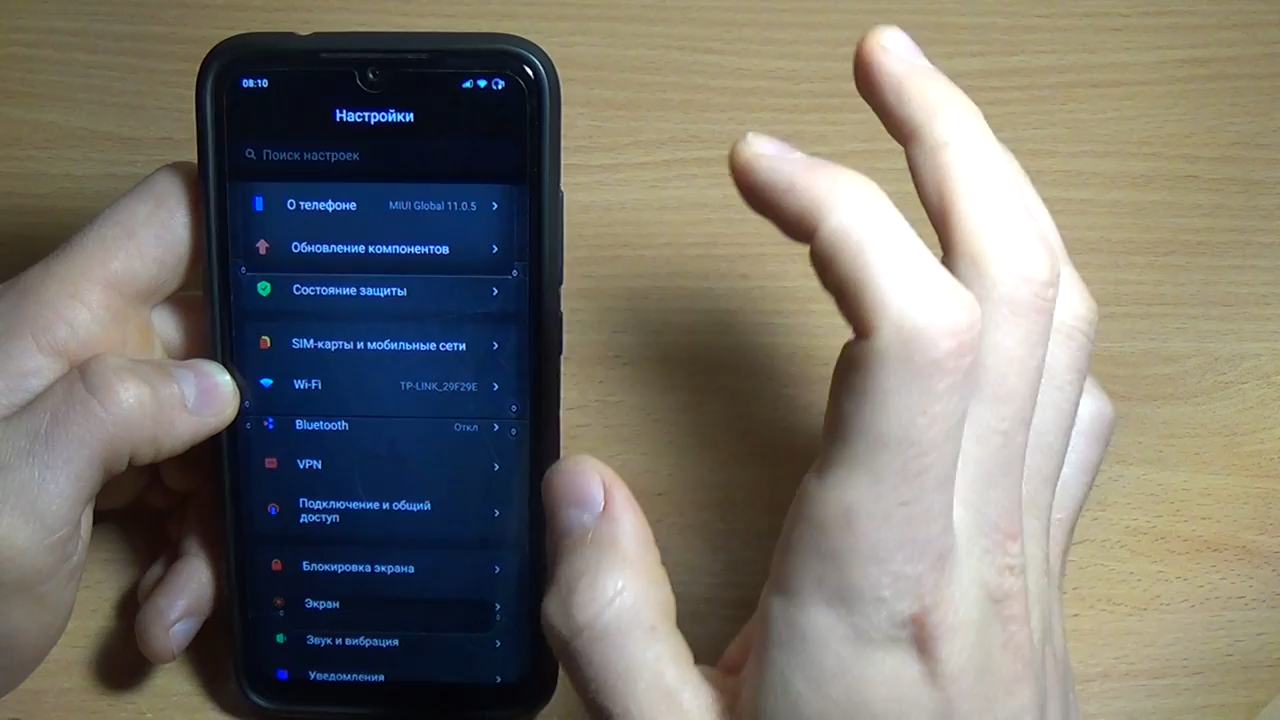 08:10
Настройки
Поиск настроек
О телефоне MIUI Global 11.0.5
Обновление компонентов
Состояние защиты
SIM-карты и мобильные сети
Wi-Fi TP-LINK_29F29E
Bluetooth Откл
VPN
Подключение и общий
доступ
Блокировка экрана
Экран
Звук и вибрация
Уведомления